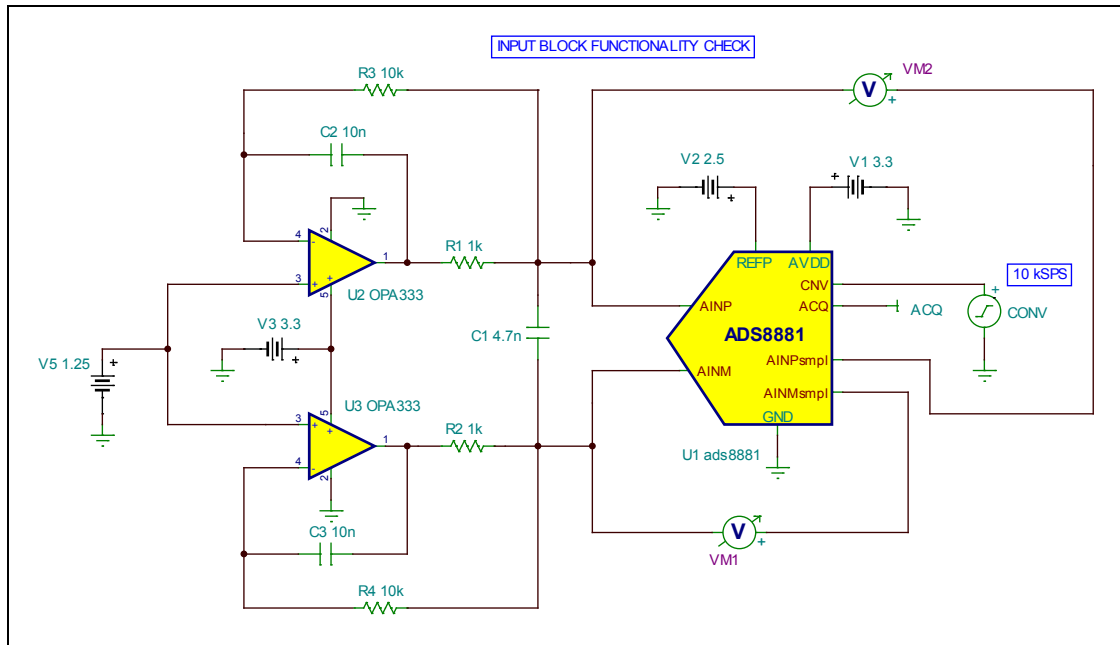 INPUT BLOCK FUNCTIONALITY CHECK
R3 10k
VM2
V
+
C2 10n
V2 2.5
V1 3.3
+
+
2
4
-
1
R1 1k
REFP
AVDD
3
+
+
5
U2 OPA333
CNV
10 kSPS
+
AINP
ACQ
ACQ
CONV
V3 3.3
+
C1 4.7n
ADS8881
V5 1.25
+
AINPsmpl
AINM
AINMsmpl
U3 OPA333
5
3
+
+
1
R2 1k
GND
4
-
2
U1 ads8881
C3 10n
V
+
VM1
R4 10k